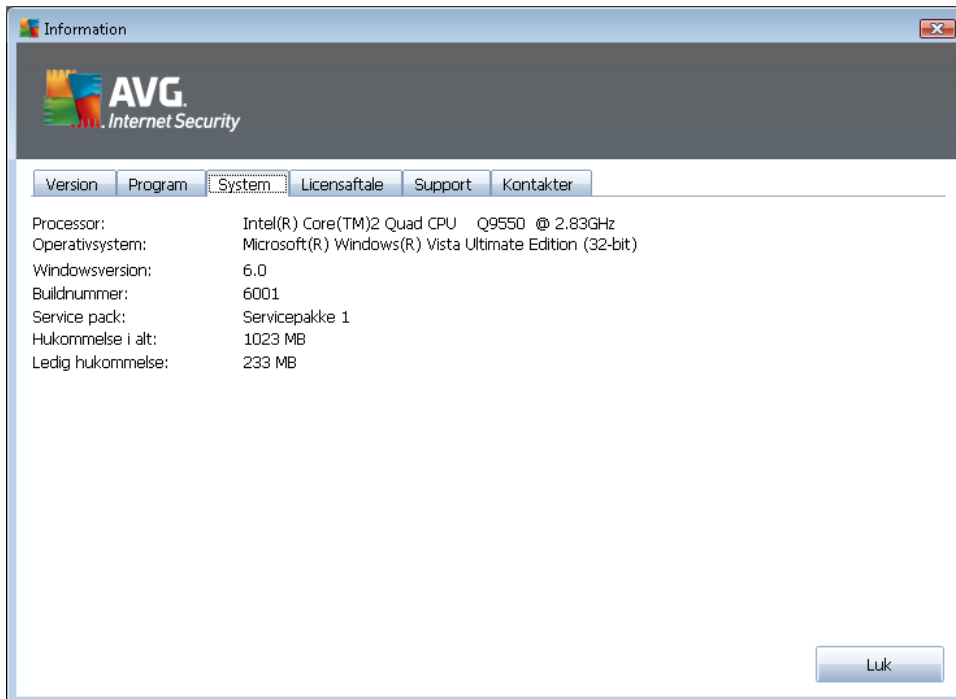 Information
AVG.
Internet Security
Version Program System Licensaftale Support Kontakter
Processor: Intel(R) Core(TM)2 Quad CPU Q9550 @ 2.83GHz
Operativsystem: Microsoft(R) Windows(R) Vista Ultimate Edition (32-bit)
Windowsversion: 6.0
Buildnummer: 6001
Service pack: Servicepakke 1
Hukommelse i alt: 1023 MB
Ledig hukommelse: 233 MB
Luk